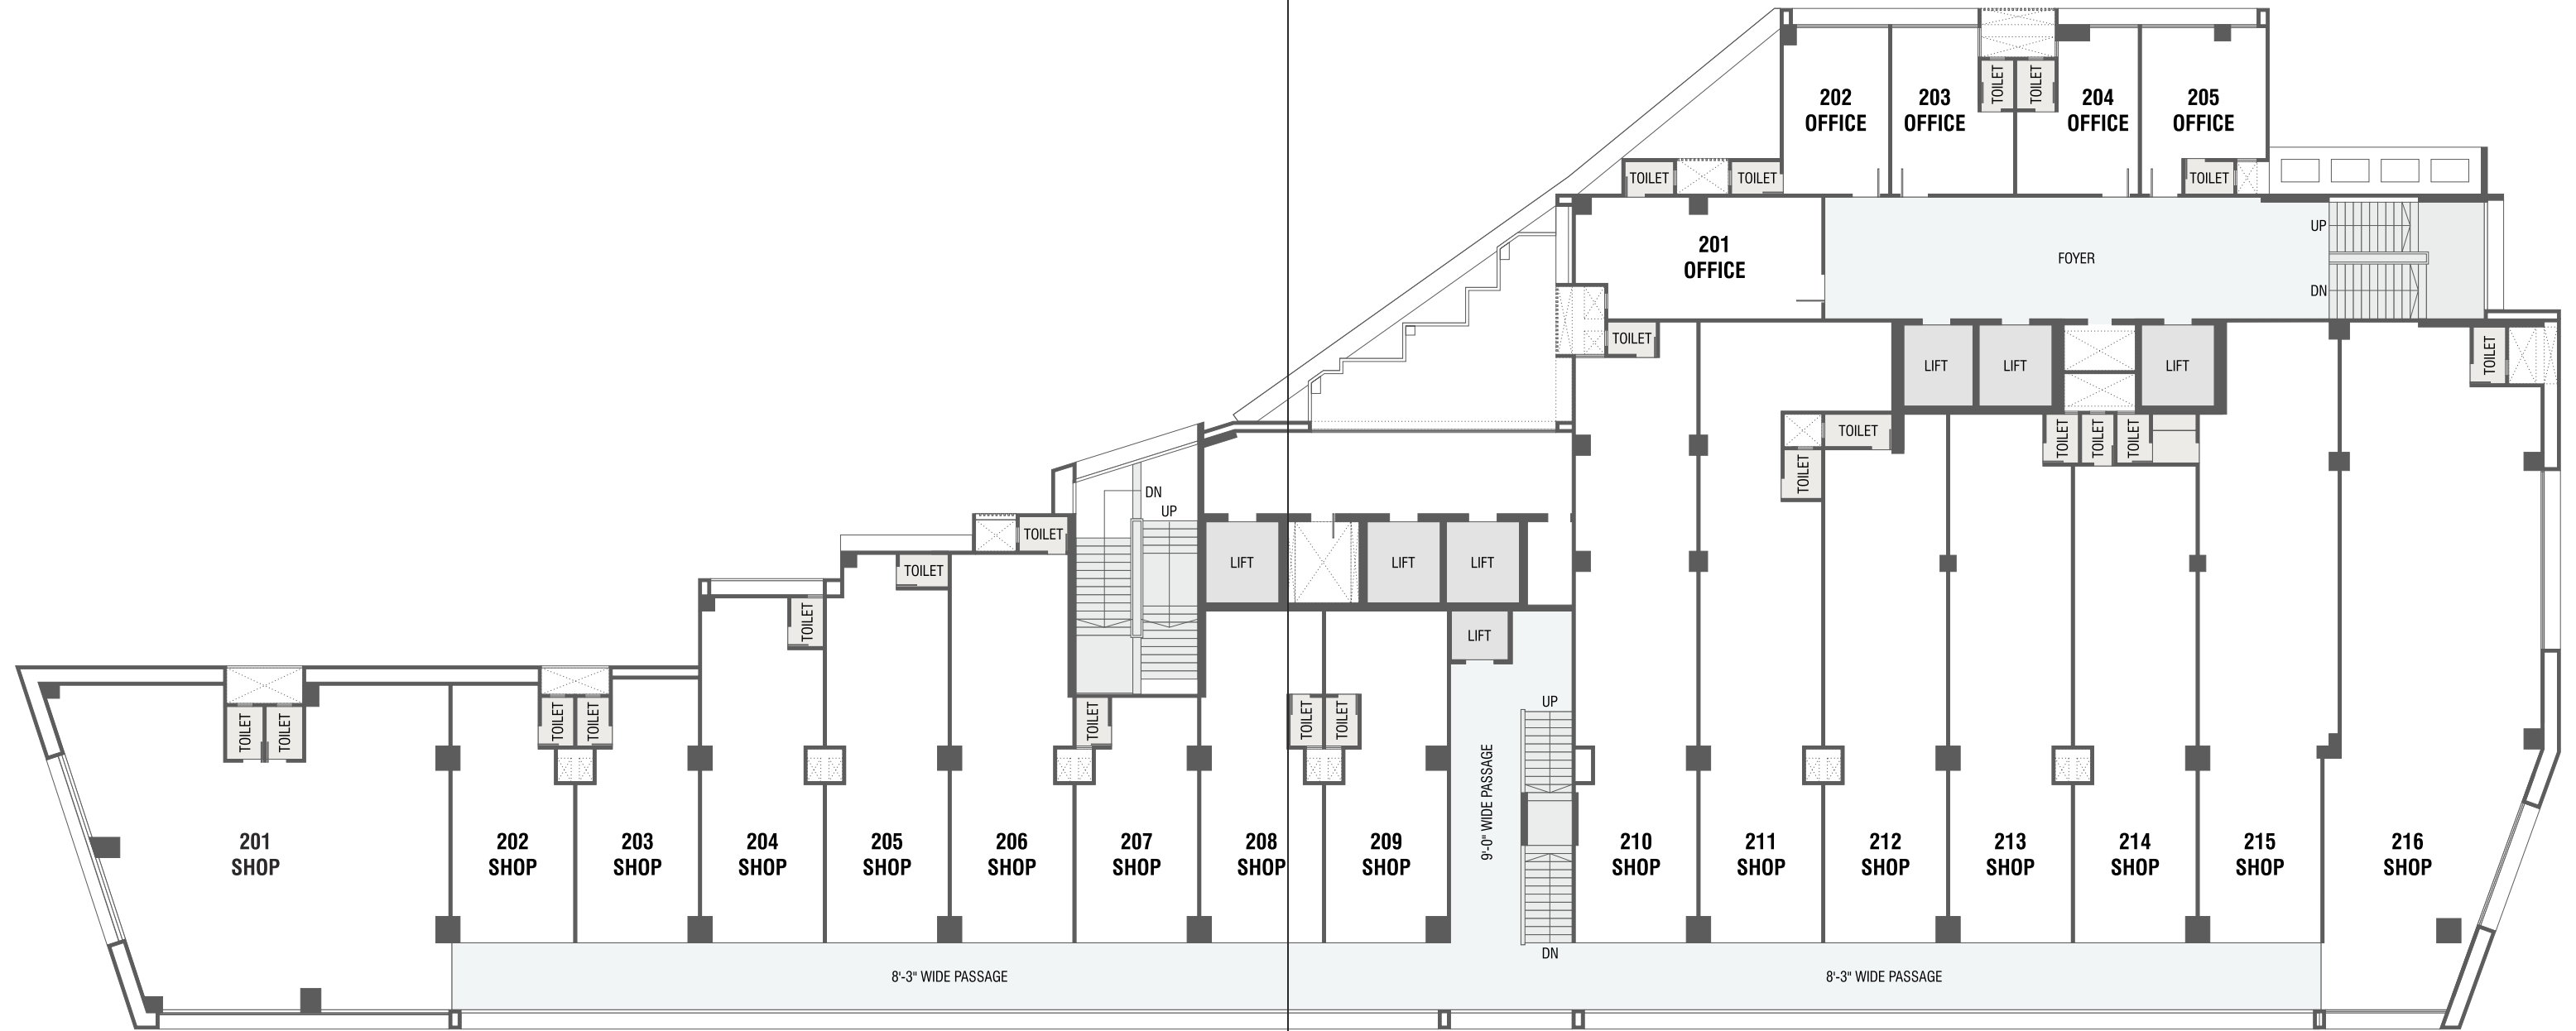 202
OFFICE
203
OFFICE
TOILET
TOILET
204
OFFICE
205
OFFICE
TOILET
TOILET
TOILET
201
OFFICE
FOYER
UP
DN
TOILET
LIFT
LIFT
LIFT
TOILET
TOILET
TOILET
TOILET
TOILET
TOILET
DN
UP
TOILET
TOILET
TOILET
LIFT
LIFT
LIFT
LIFT
TOILET
TOILET
TOILET
TOILET
TOILET
TOILET
TOILET
UP
9'-0" WIDE PASSAGE
201
SHOP
202
SHOP
203
SHOP
204
SHOP
205
SHOP
206
SHOP
207
SHOP
208
SHOP
209
SHOP
210
SHOP
211
SHOP
212
SHOP
213
SHOP
214
SHOP
215
SHOP
216
SHOP
DN
8'-3" WIDE PASSAGE
8'-3" WIDE PASSAGE